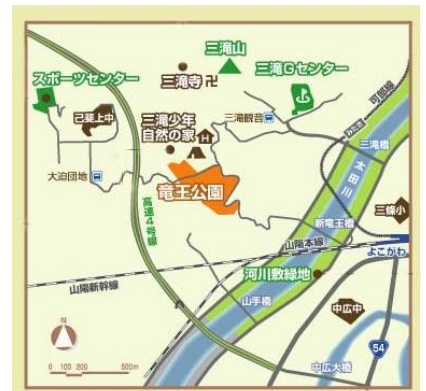 三滝山
三滝寺 卍
スポーツセンター
三滝Gセンター
可部線
己斐上中
三滝少年
自然の家
三滝観音
みたき
三滝橋
大迫団地
太田川
竜王公園
三篠小
高速4号線
新竜王橋
山陽本線
よこがわ
河川敷緑地
山陽新幹線
山手橋
中広中
N
54
0 100 200 500m
中広大橋